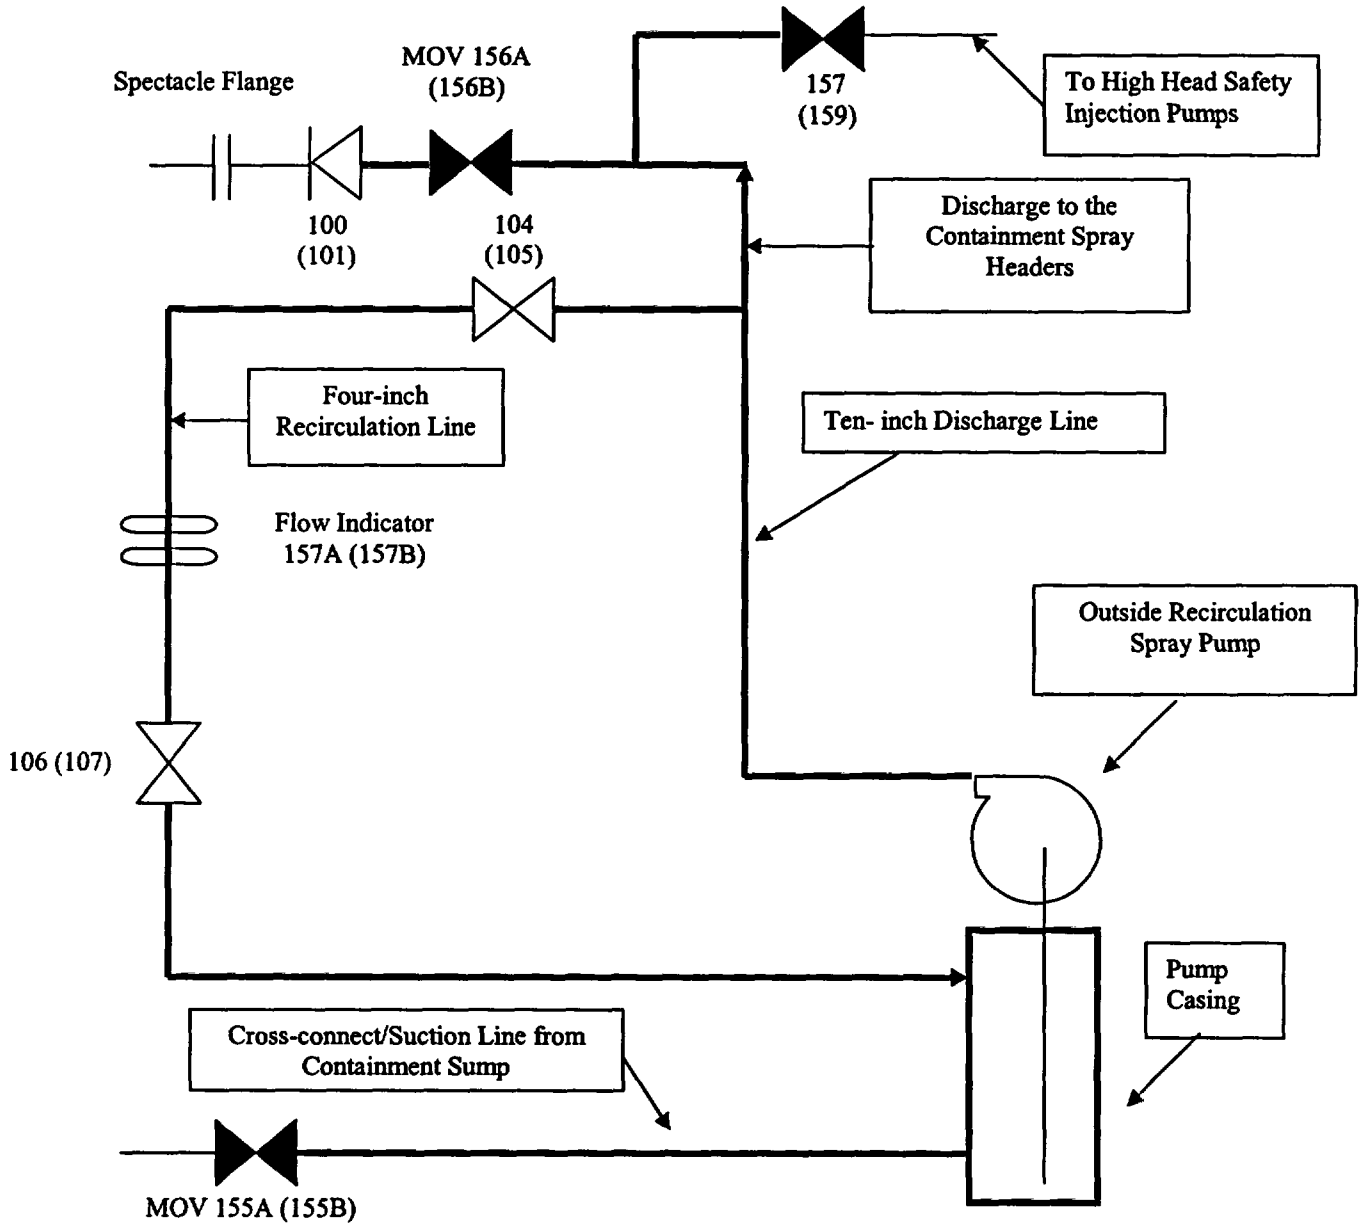 MOV 156A
(156B)
Spectacle Flange
157
(159)
To High Head Safety
Injection Pumps
100
(101)
104
(105)
Discharge to the
Containment Spray
Headers
Four-inch
Recirculation Line
Ten- inch Discharge Line
Flow Indicator
157A (157B)
Outside Recirculation
Spray Pump
106 (107)
Pump
Casing
Cross-connect/Suction Line from
Containment Sump
MOV 155A (155B)